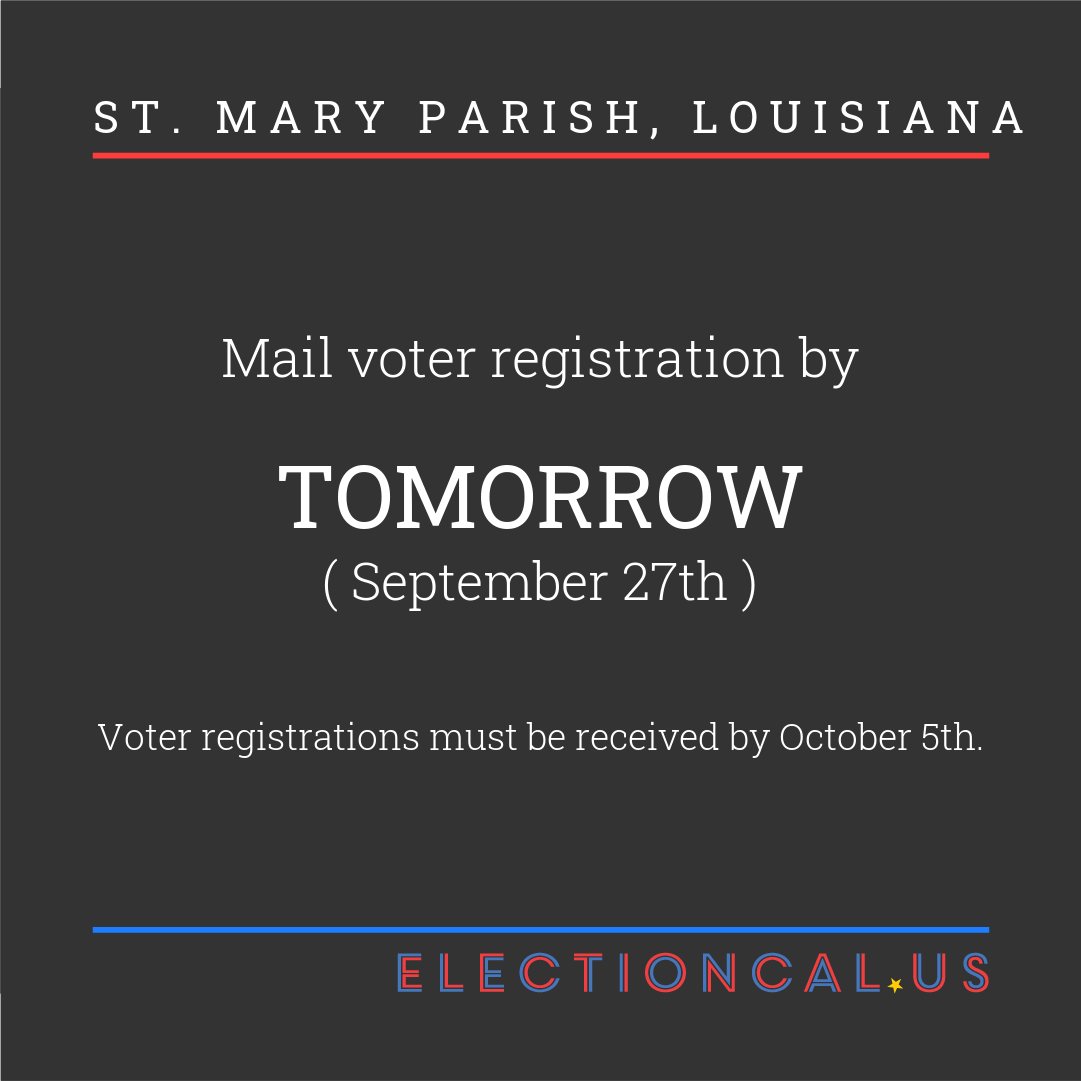 ST. MARY PARISH, LOUISIANA
Mail voter registration by
TOMORROW
( September 27th )
Voter registrations must be received by October 5th.
ELECTIONCAL.US